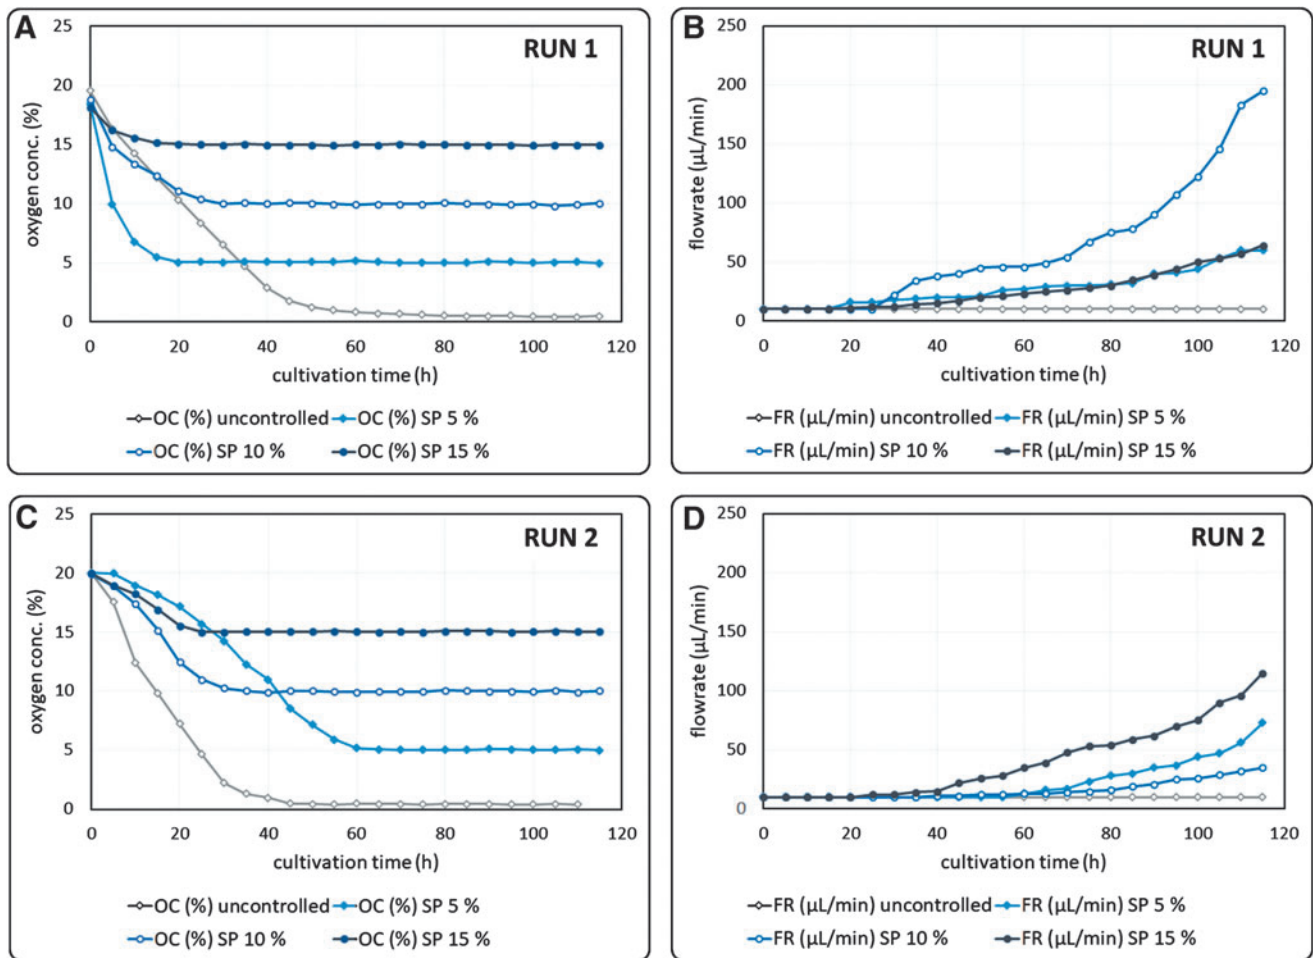 A
RUN 1
25
20
15
10
5
0
oxygen conc. (%)
0 20 40 60 80 100 120
cultivation time (h)
OC (%) uncontrolled OC (%) SP 5 %
OC (%) SP 10 % OC (%) SP 15 %
B
RUN 1
250
200
150
100
50
0
flowrate (µL/min)
0 20 40 60 80 100 120
cultivation time (h)
FR (µL/min) uncontrolled FR (µL/min) SP 5 %
FR (µL/min) SP 10 % FR (µL/min) SP 15 %
C
RUN 2
25
20
15
10
5
0
oxygen conc. (%)
0 20 40 60 80 100 120
cultivation time (h)
OC (%) uncontrolled OC (%) SP 5 %
OC (%) SP 10 % OC (%) SP 15 %
D
RUN 2
250
200
150
100
50
0
flowrate (µL/min)
0 20 40 60 80 100 120
cultivation time (h)
FR (µL/min) uncontrolled FR (µL/min) SP 5 %
FR (µL/min) SP 10 % FR (µL/min) SP 15 %